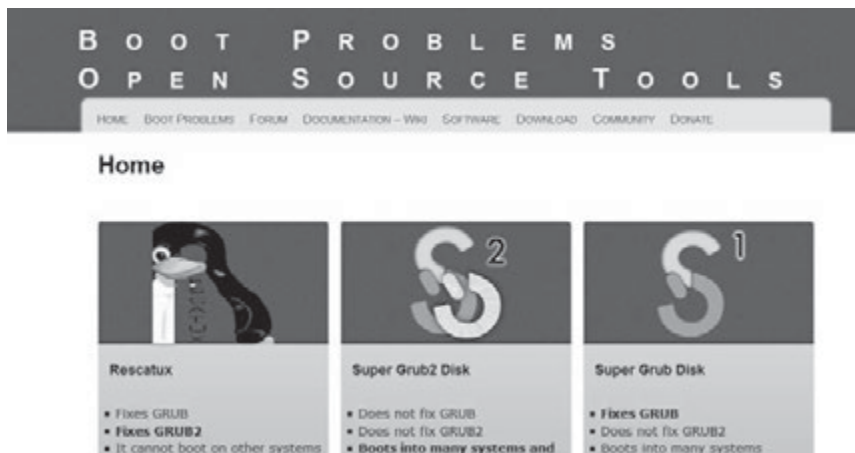 BOOT PROBLEMS
OPEN SOURCE TOOLS
HOME BOOT PROBLEMS FORUM DOCUMENTATION – WIKI SOFTWARE DOWNLOAD COMMUNITY DONATE
Home
2
1
Rescatux
▪ Fixes GRUB
▪ Fixes GRUB2
▪ It cannot boot on other systems
Super Grub2 Disk
▪ Does not fix GRUB
▪ Does not fix GRUB2
▪ Boots into many systems and
Super Grub Disk
▪ Fixes GRUB
▪ Does not fix GRUB2
▪ Boots into many systems